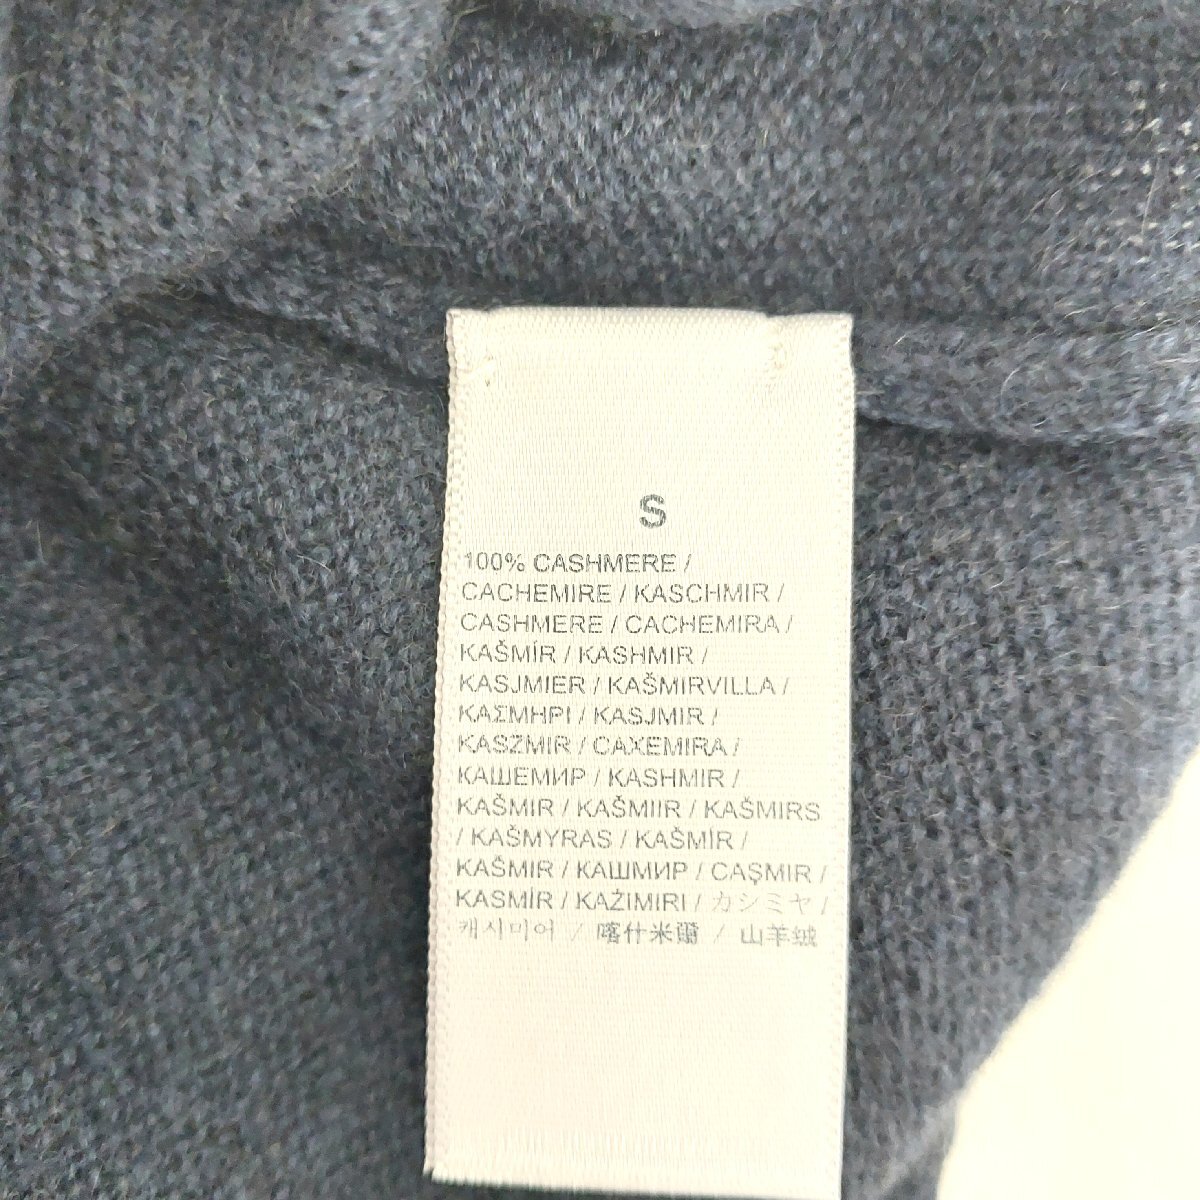 S
100% CASHMERE /
CACHEMIRE / KASCHMIR /
CASHMERE / CACHEMIRA /
KAŠMÍR / KASHMIR /
KASJMIER / KAŠMIRVILLA /
ΚΑΣΜΗΡΙ / KASJMIR /
KASZMIR / CAXEMIRA /
КАШЕМИР / KASHMIR /
KAŠMIR / KAŠMIIR / KAŠMIRS
/ KAŠMYRAS / KAŠMÍR /
KAŠMIR / КАШМИР / CAŞMIR /
KASMÍR / KAŻIMIRI / カシミヤ /
캐시미어 / 喀什米爾 / 山羊绒